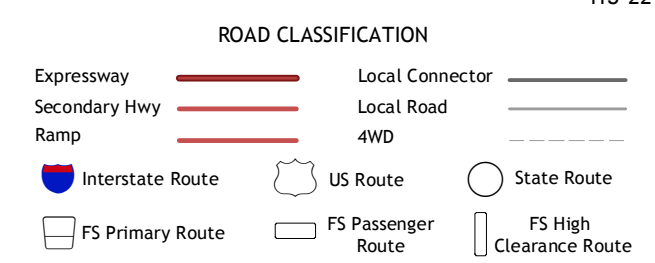 ROAD CLASSIFICATION
Expressway
Local Connector
Secondary Hwy
Local Road
Ramp
4WD
Interstate Route
US Route
State Route
FS Primary Route
FS Passenger
Route
FS High
Clearance Route